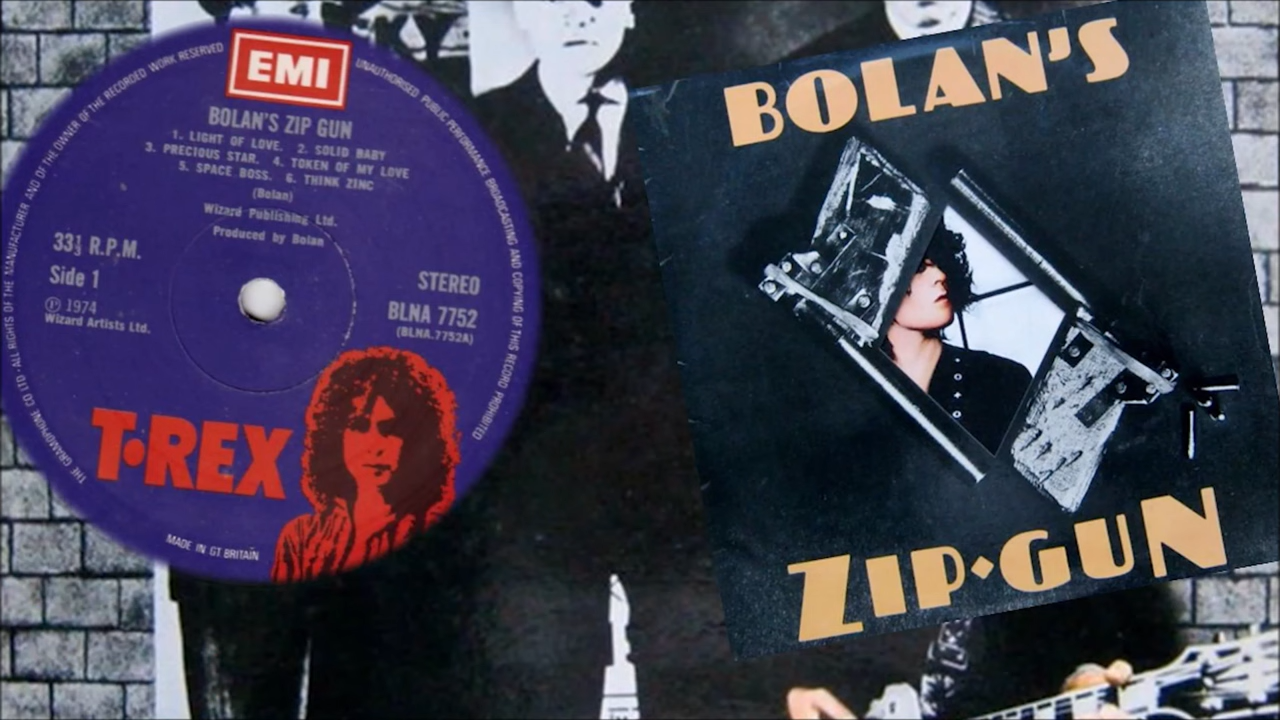 EMI
BOLAN'S ZIP GUN
1. LIGHT OF LOVE. 2. SOLID BABY
3. PRECIOUS STAR. 4. TOKEN OF MY LOVE
5. SPACE BOSS. 6. THINK ZINC
(Bolan)
Wizard Publishing Ltd.
Produced by Bolan
33⅓ R.P.M.
Side 1
Ⓟ 1974
Wizard Artists Ltd.
STEREO
BLNA 7752
(BLNA.7752A)
T·REX
MADE IN GT. BRITAIN
THE GRAMOPHONE CO LTD · ALL RIGHTS OF THE MANUFACTURER AND OF THE OWNER OF THE RECORDED WORK RESERVED
UNAUTHORISED PUBLIC PERFORMANCE BROADCASTING AND COPYING OF THIS RECORD PROHIBITED
BOLAN'S
ZIP·GUN